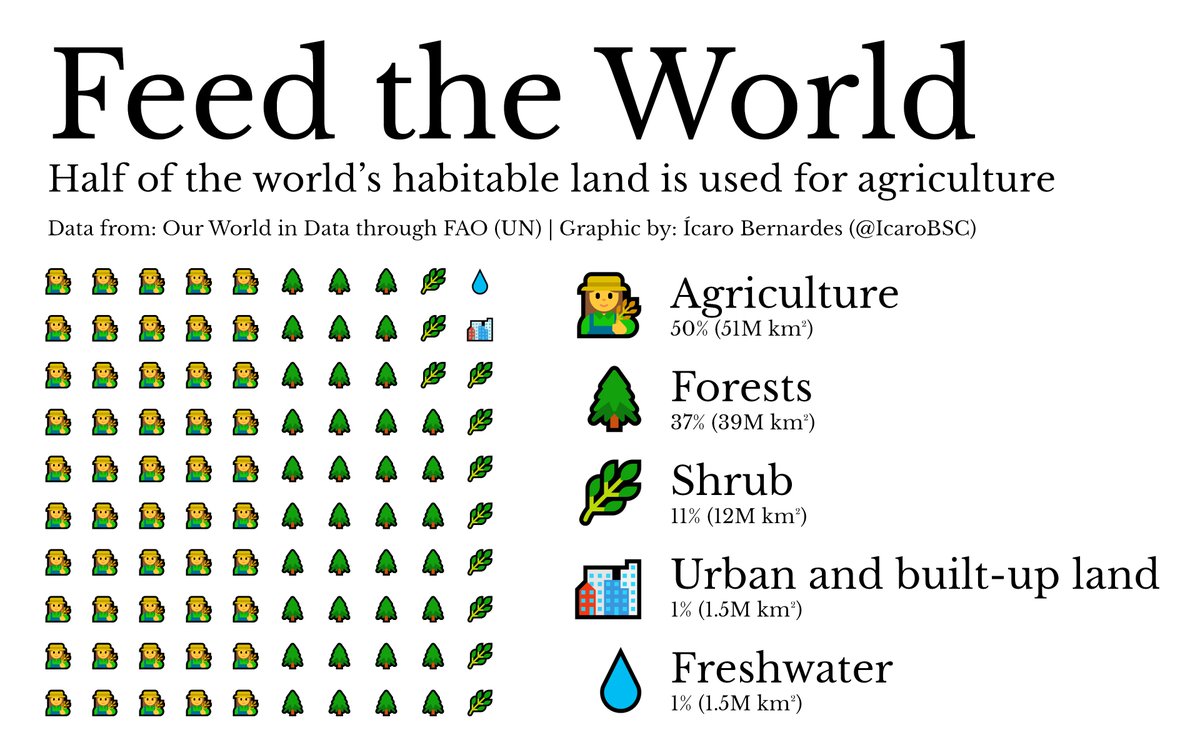 Feed the World
Half of the world’s habitable land is used for agriculture
Data from: Our World in Data through FAO (UN) | Graphic by: Ícaro Bernardes (@IcaroBSC)
Agriculture
50% (51M km²)
Forests
37% (39M km²)
Shrub
11% (12M km²)
Urban and built-up land
1% (1.5M km²)
Freshwater
1% (1.5M km²)